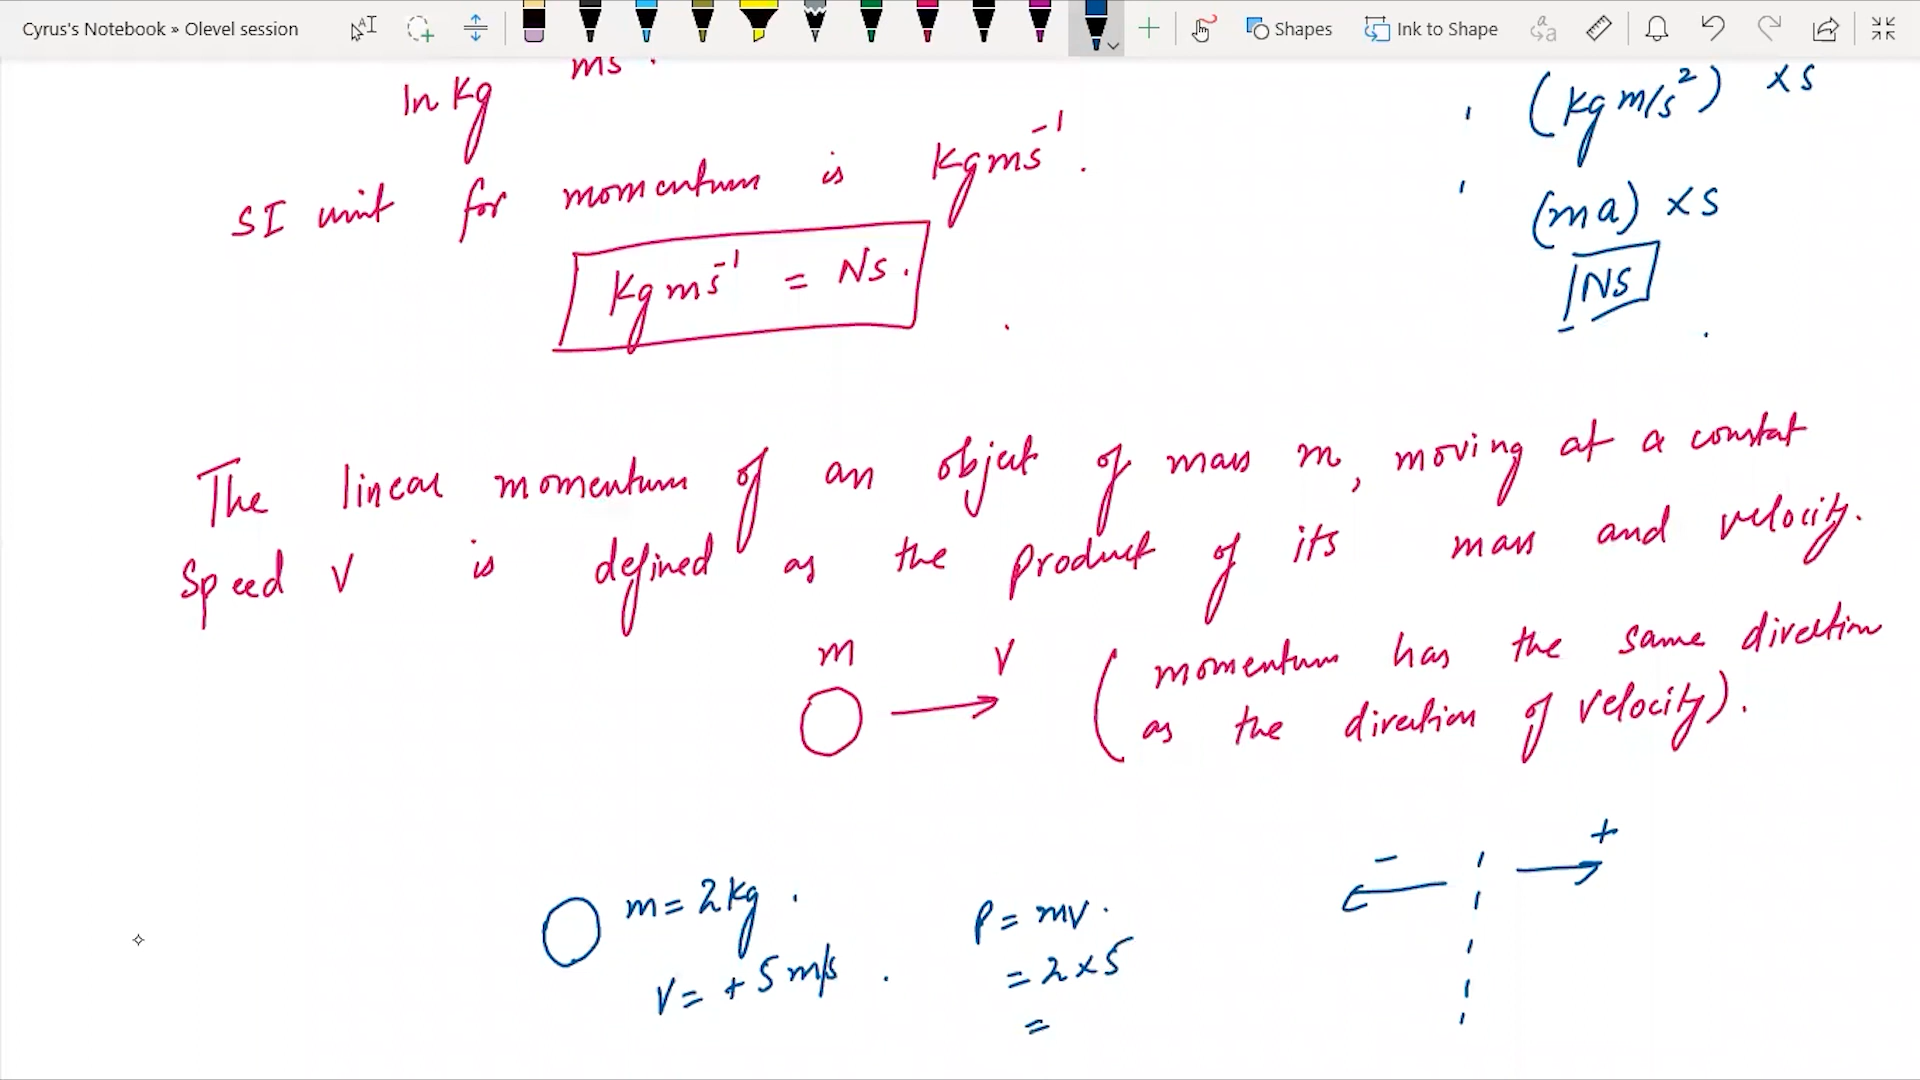 Cyrus's Notebook » Olevel session
Shapes
Ink to Shape
ms
In Kg
(kg m/s²) × s
SI unit for momentum is Kgms⁻¹.
(ma) × s
Kgms⁻¹ = Ns.
Ns
The linear momentum of an object of mass m, moving at a constat
speed v is defined as the product of its mass and velocity.
m
v
(momentum has the same direction
as the direction of velocity).
m = 2kg.
v = +5 m/s.
P = mv.
= 2 × 5
=
-
+